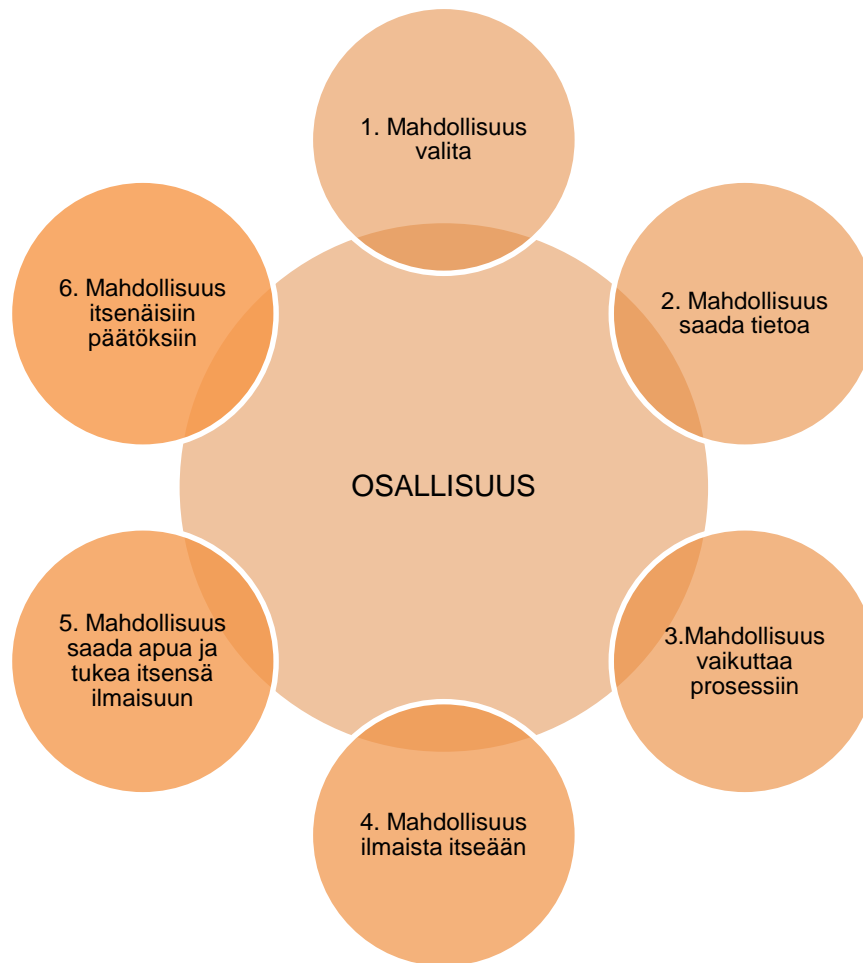 1. Mahdollisuus
valita
2. Mahdollisuus
saada tietoa
3.Mahdollisuus
vaikuttaa
prosessiin
4. Mahdollisuus
ilmaista itseään
5. Mahdollisuus
saada apua ja
tukea itsensä
ilmaisuun
6. Mahdollisuus
itsenäisiin
päätöksiin
OSALLISUUS